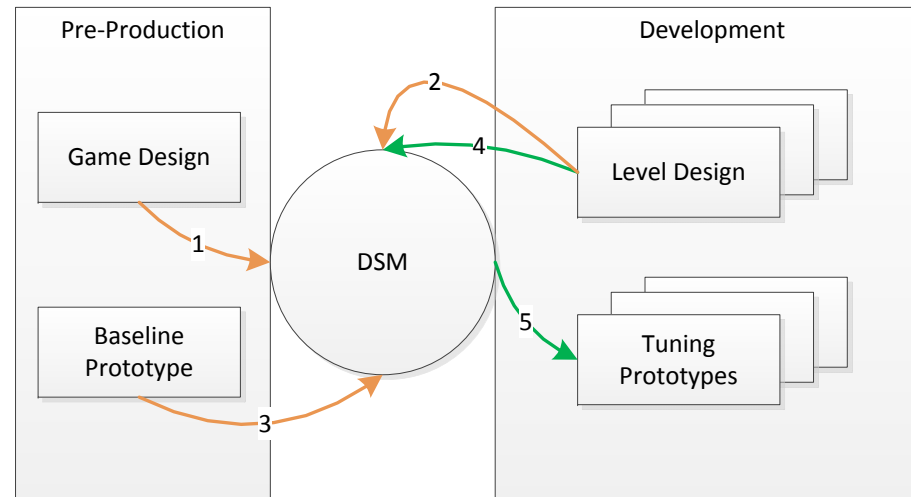 Pre-Production
Development
2
4
Game Design
Level Design
1
DSM
Baseline
Prototype
5
Tuning
Prototypes
3